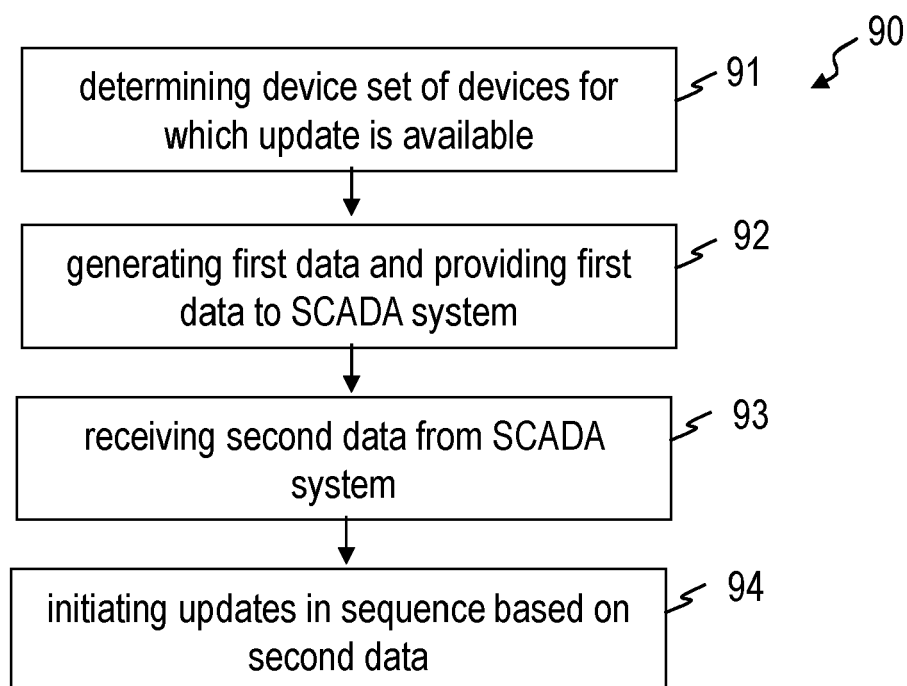 90
determining device set of devices for
which update is available
91
generating first data and providing first
data to SCADA system
92
receiving second data from SCADA
system
93
initiating updates in sequence based on
second data
94